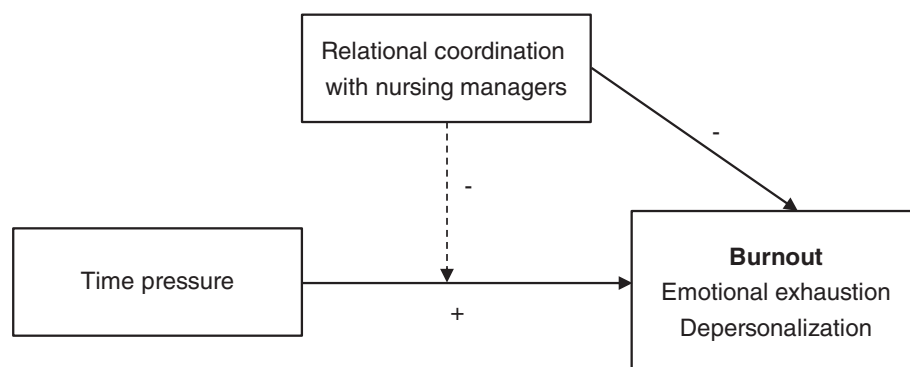 Relational coordination
with nursing managers
-
-
Time pressure
+
Burnout
Emotional exhaustion
Depersonalization